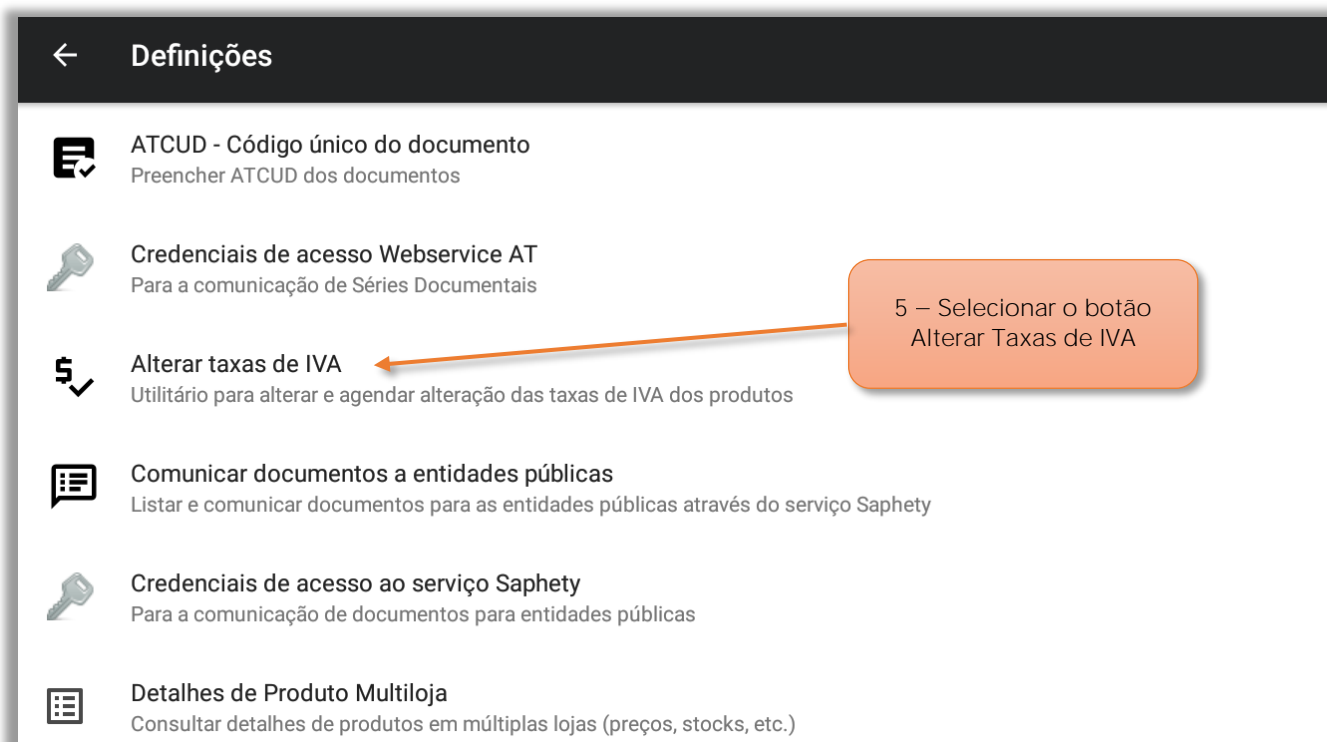 Definições
ATCUD - Código único do documento
Preencher ATCUD dos documentos
Credenciais de acesso Webservice AT
Para a comunicação de Séries Documentais
5 – Selecionar o botão
Alterar Taxas de IVA
Alterar taxas de IVA
Utilitário para alterar e agendar alteração das taxas de IVA dos produtos
Comunicar documentos a entidades públicas
Listar e comunicar documentos para as entidades públicas através do serviço Saphety
Credenciais de acesso ao serviço Saphety
Para a comunicação de documentos para entidades públicas
Detalhes de Produto Multiloja
Consultar detalhes de produtos em múltiplas lojas (preços, stocks, etc.)